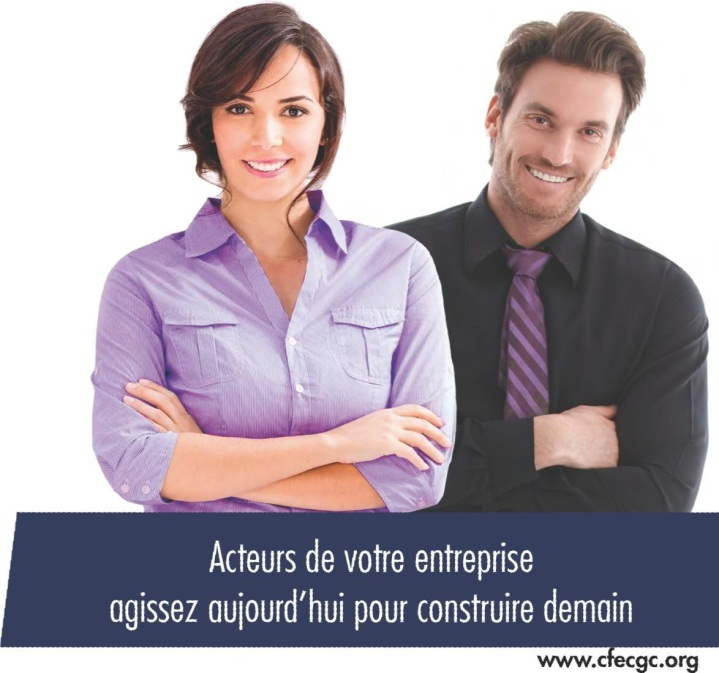 Acteurs de votre entreprise
agissez aujourd'hui pour construire demain
www.cfecgc.org